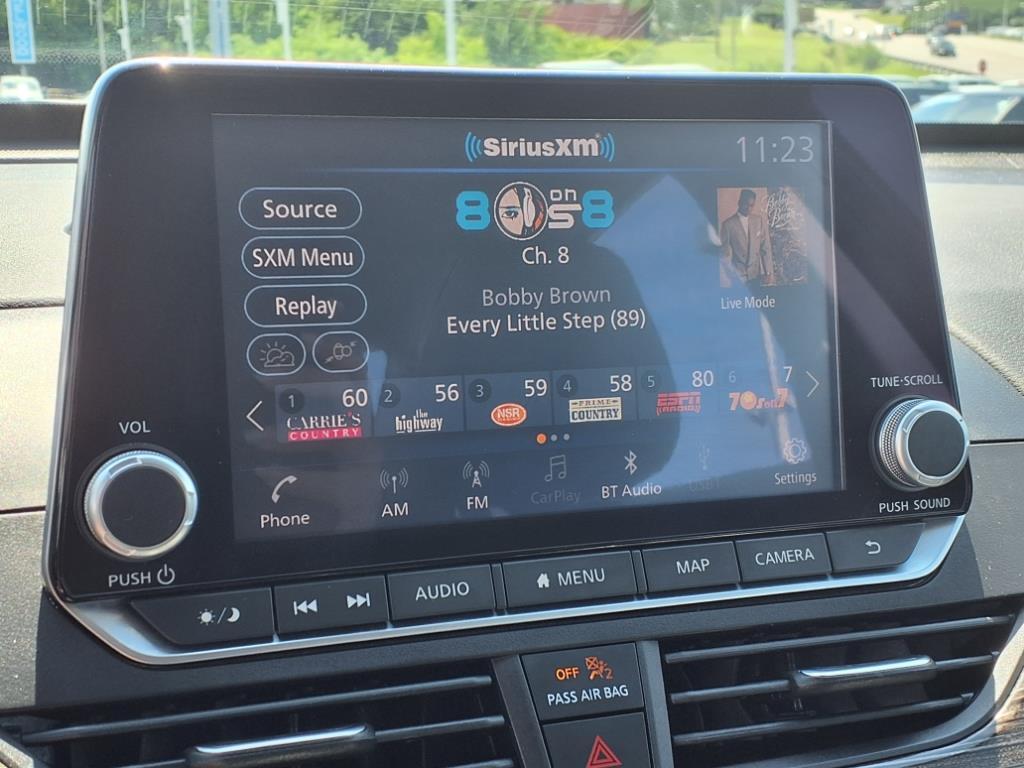 SiriusXM
11:23
Source
8 on 8
80s
Ch. 8
SXM Menu
Replay
Bobby Brown
Every Little Step (89)
Live Mode
1 60 CARRIE'S COUNTRY
2 56 the highway
3 59 NSR
4 58 PRIME COUNTRY
5 80 ESPN RADIO
6 7 70s on 7
Phone
AM
FM
CarPlay
BT Audio
Settings
VOL
PUSH
TUNE·SCROLL
PUSH SOUND
AUDIO
MENU
MAP
CAMERA
OFF 2
PASS AIR BAG